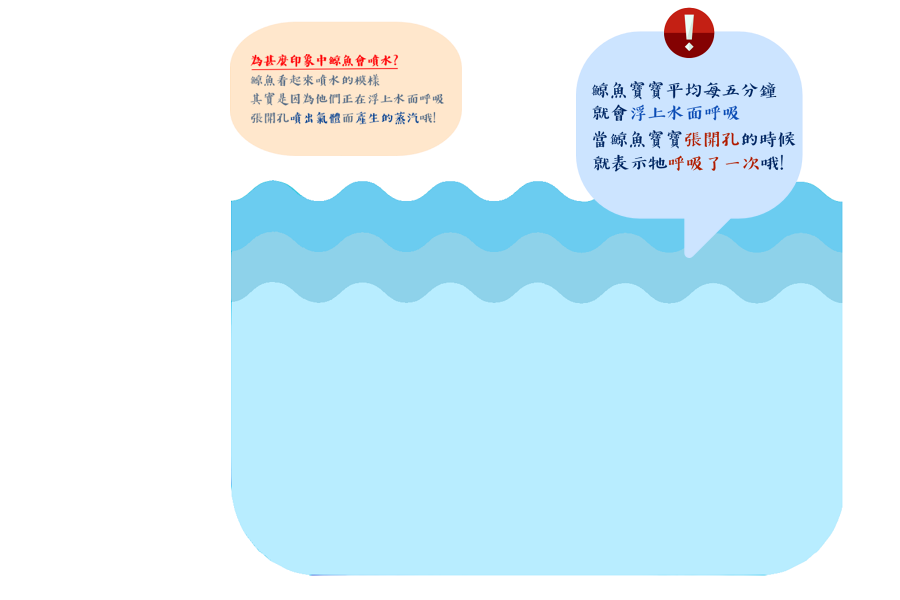 為甚麼印象中鯨魚會噴水?
鯨魚看起來噴水的模樣
其實是因為他們正在浮上水面呼吸
張開孔噴出氣體而產生的蒸汽哦!
!
鯨魚寶寶平均每五分鐘
就會浮上水面呼吸
當鯨魚寶寶張開孔的時候
就表示牠呼吸了一次哦!